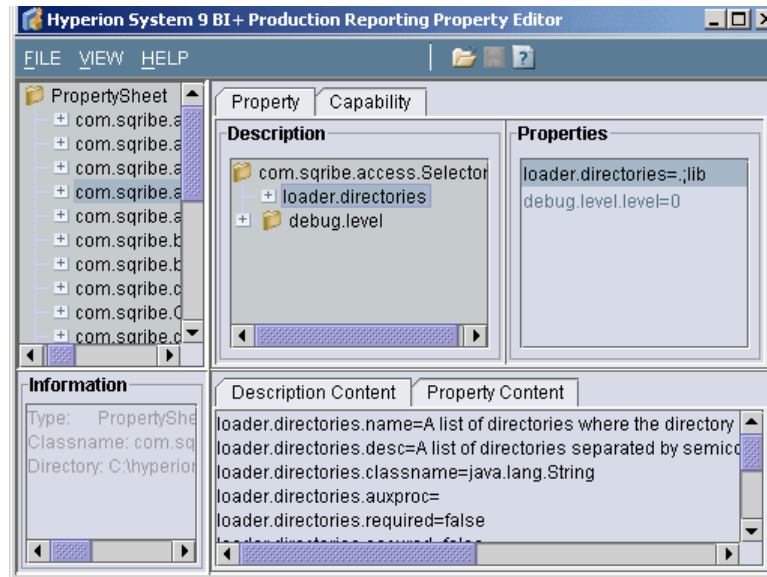 Hyperion System 9 BI+ Production Reporting Property Editor
FILE VIEW HELP
PropertySheet
com.sqribe.a
com.sqribe.a
com.sqribe.a
com.sqribe.a
com.sqribe.a
com.sqribe.b
com.sqribe.b
com.sqribe.c
com.sqribe.C
com.sqribe.c
Property Capability
Description
com.sqribe.access.Selector
loader.directories
debug.level
Properties
loader.directories=.;lib
debug.level.level=0
Information
Type: PropertyShe
Classname: com.sq
Directory: C:\hyperion
Description Content Property Content
loader.directories.name=A list of directories where the directory
loader.directories.desc=A list of directories separated by semico
loader.directories.classname=java.lang.String
loader.directories.auxproc=
loader.directories.required=false